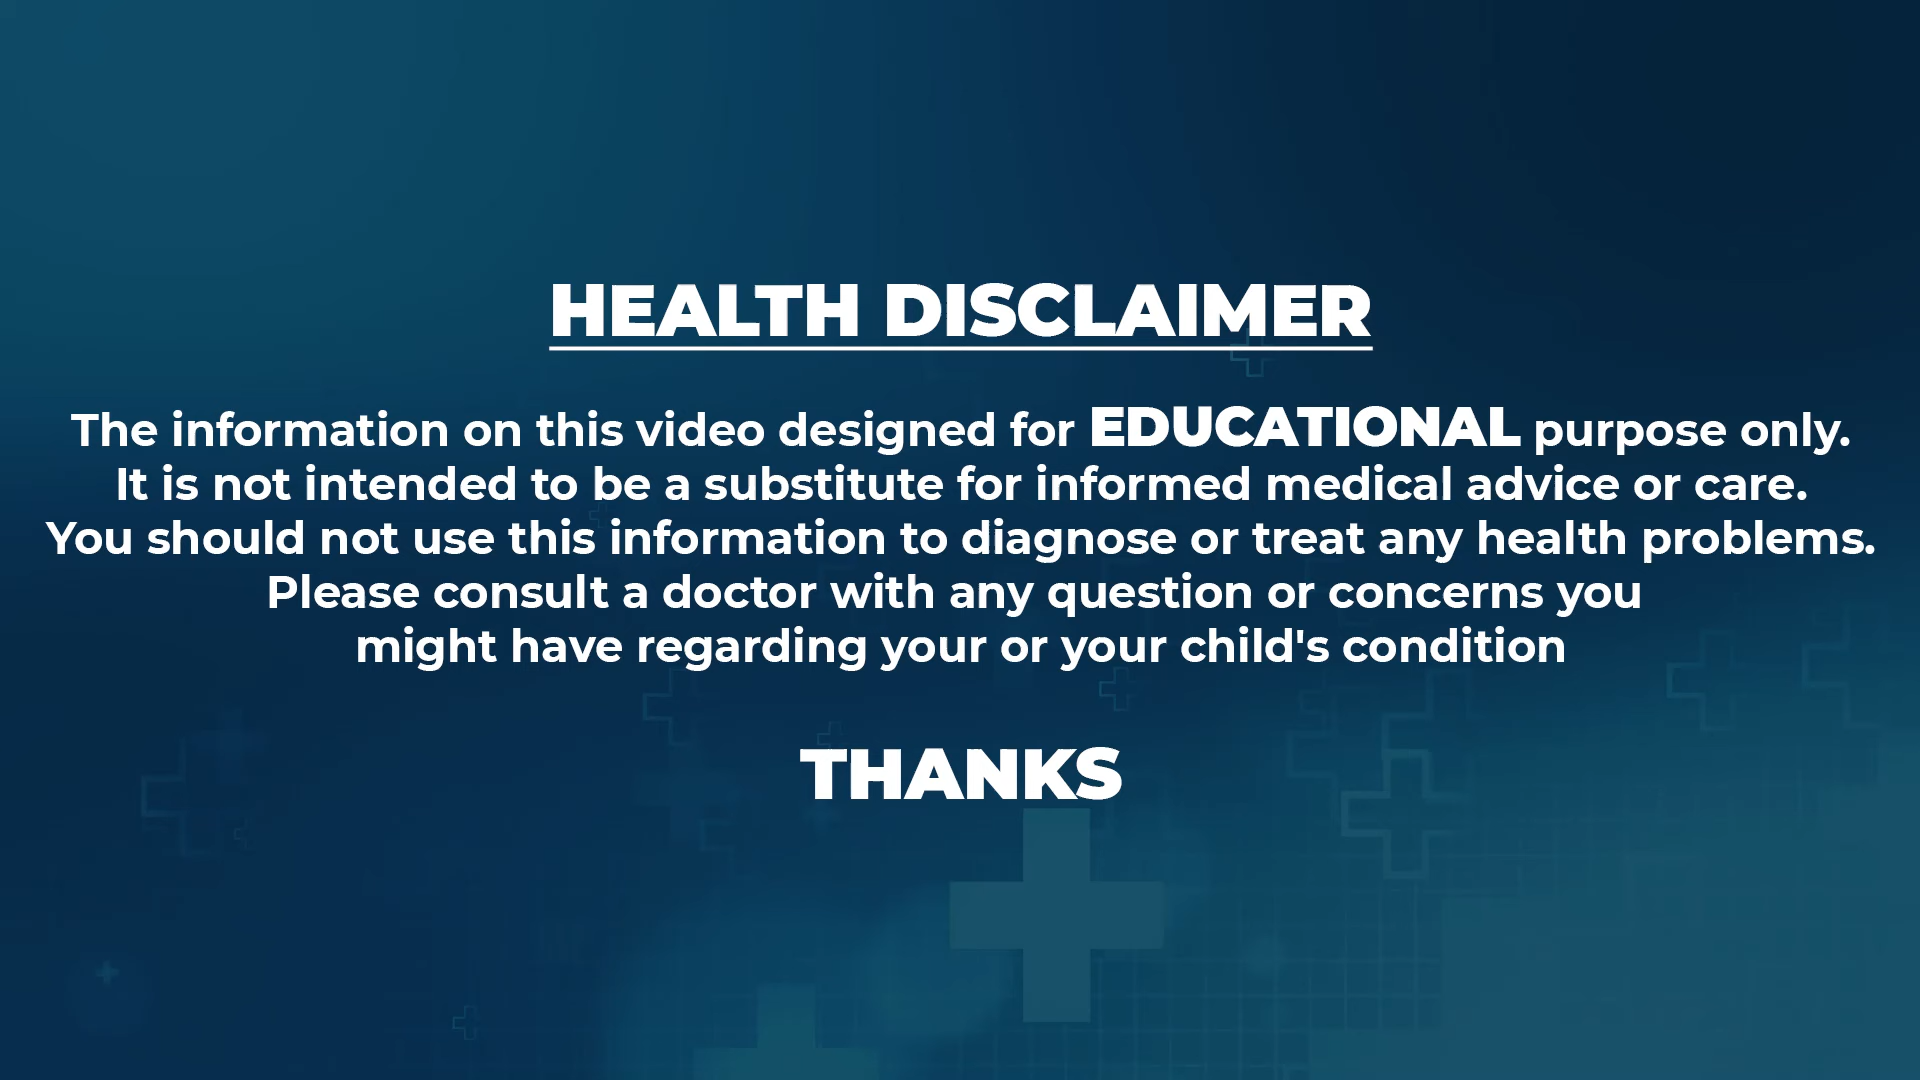 HEALTH DISCLAIMER
The information on this video designed for EDUCATIONAL purpose only.
It is not intended to be a substitute for informed medical advice or care.
You should not use this information to diagnose or treat any health problems.
Please consult a doctor with any question or concerns you
might have regarding your or your child's condition
THANKS